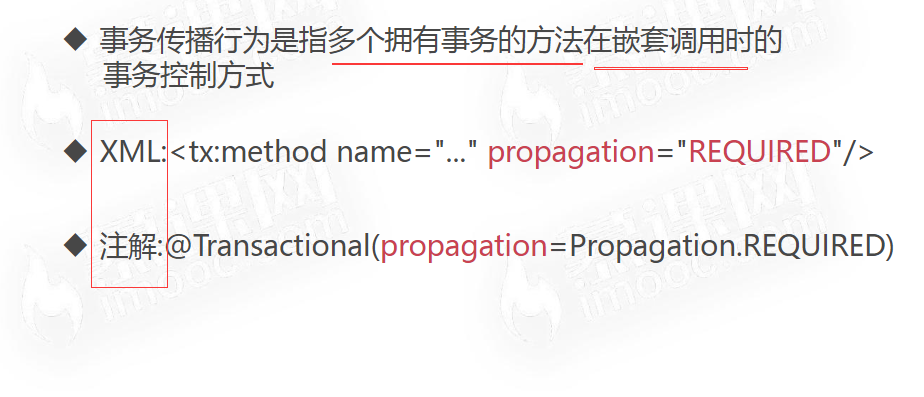 ◆ 事务传播行为是指多个拥有事务的方法在嵌套调用时的
事务控制方式
◆ XML:<tx:method name="..." propagation="REQUIRED"/>
◆ 注解:@Transactional(propagation=Propagation.REQUIRED)